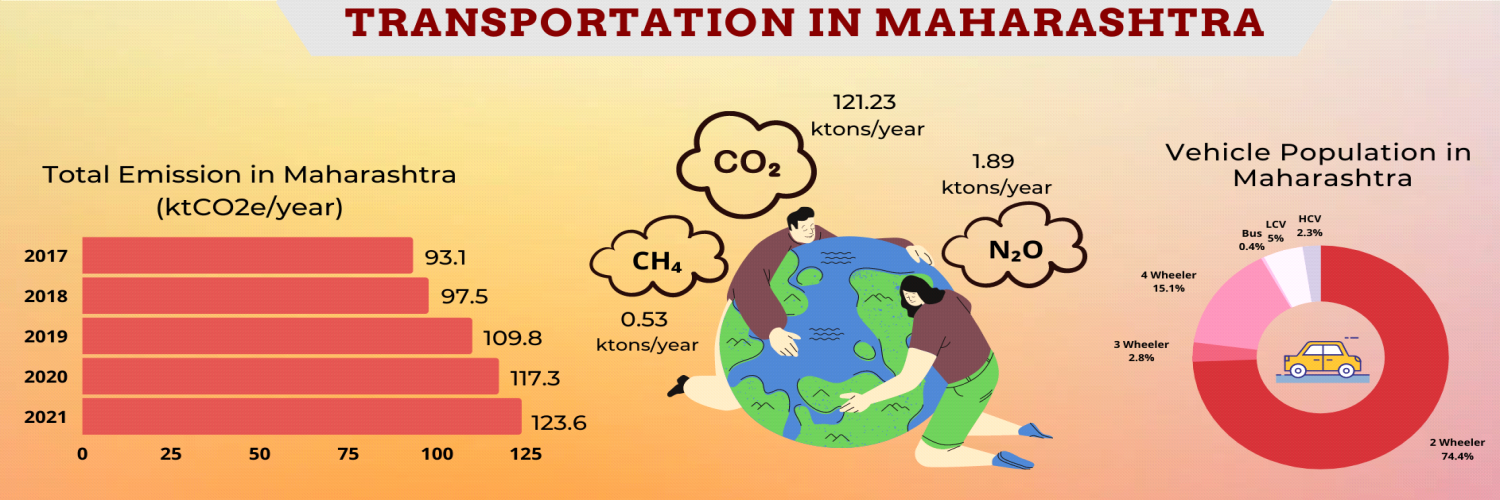 TRANSPORTATION IN MAHARASHTRA
Total Emission in Maharashtra
(ktCO2e/year)
2017
93.1
2018
97.5
2019
109.8
2020
117.3
2021
123.6
0
25
50
75
100
125
CO₂
121.23
ktons/year
CH₄
0.53
ktons/year
N₂O
1.89
ktons/year
Vehicle Population in
Maharashtra
HCV
2.3%
LCV
5%
Bus
0.4%
4 Wheeler
15.1%
3 Wheeler
2.8%
2 Wheeler
74.4%